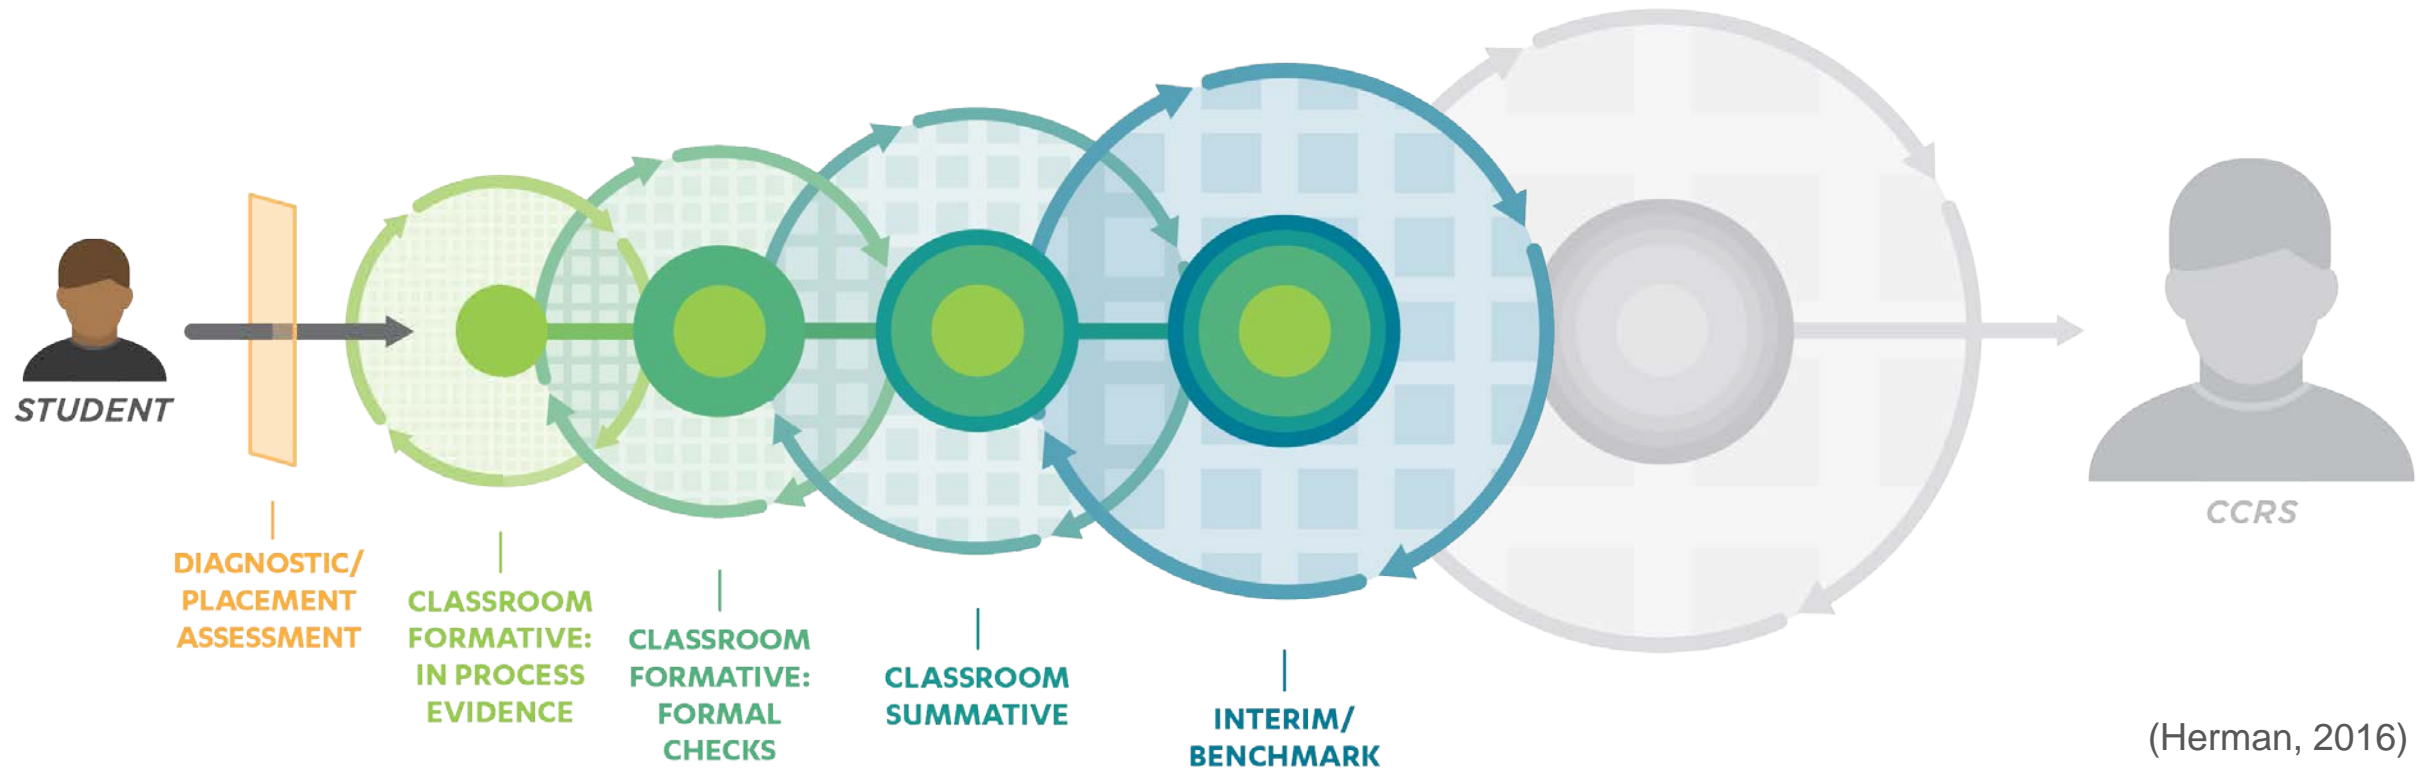 STUDENT
DIAGNOSTIC/
PLACEMENT
ASSESSMENT
CLASSROOM
FORMATIVE:
IN PROCESS
EVIDENCE
CLASSROOM
FORMATIVE:
FORMAL
CHECKS
CLASSROOM
SUMMATIVE
INTERIM/
BENCHMARK
CCRS
(Herman, 2016)